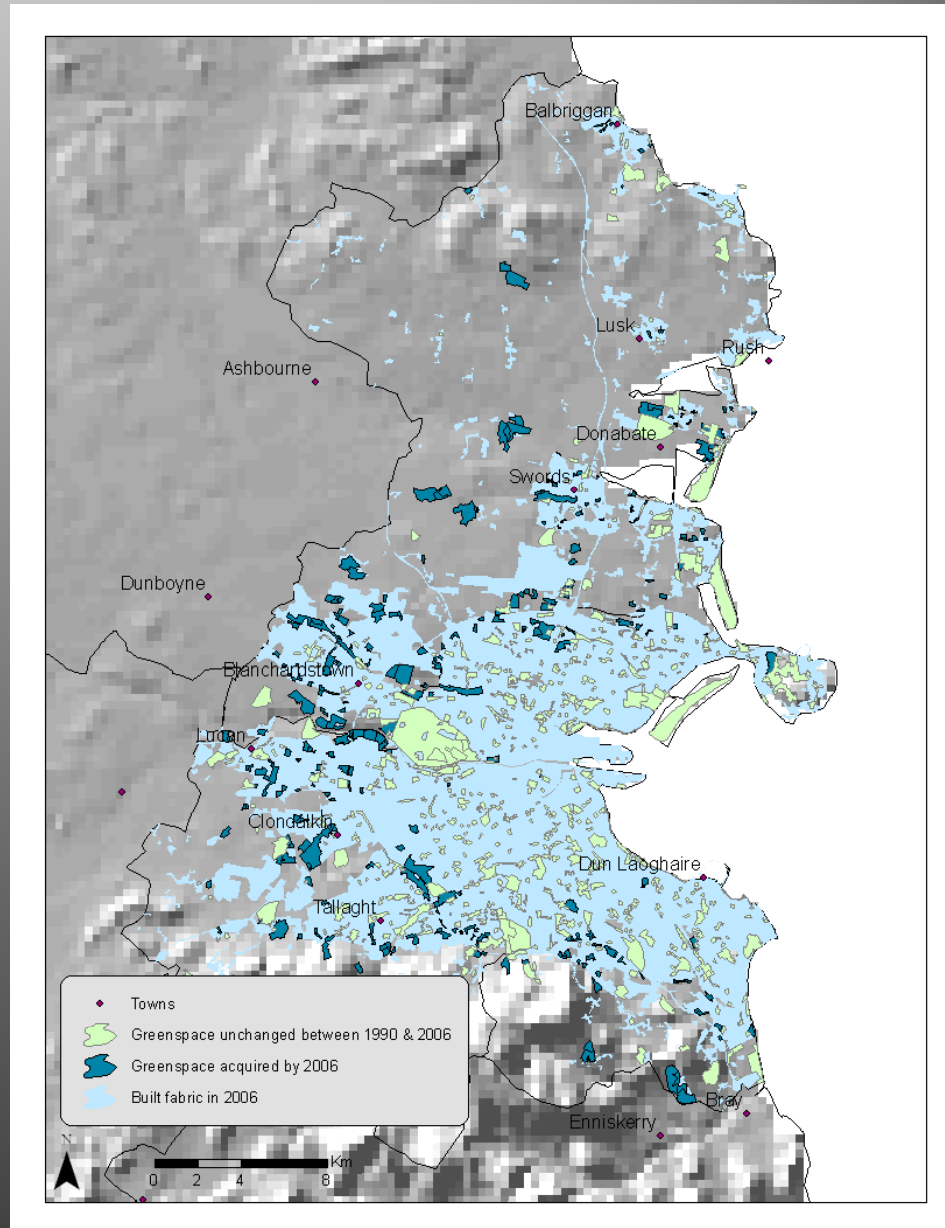 Balbriggan
Lusk
Rush
Ashbourne
Donabate
Swords
Dunboyne
Blanchardstown
Lucan
Clondalkin
Dun Laoghaire
Tallaght
Towns
Greenspace unchanged between 1990 & 2006
Greenspace acquired by 2006
Built fabric in 2006
Bray
Enniskerry
N
Km
0 2 4 8